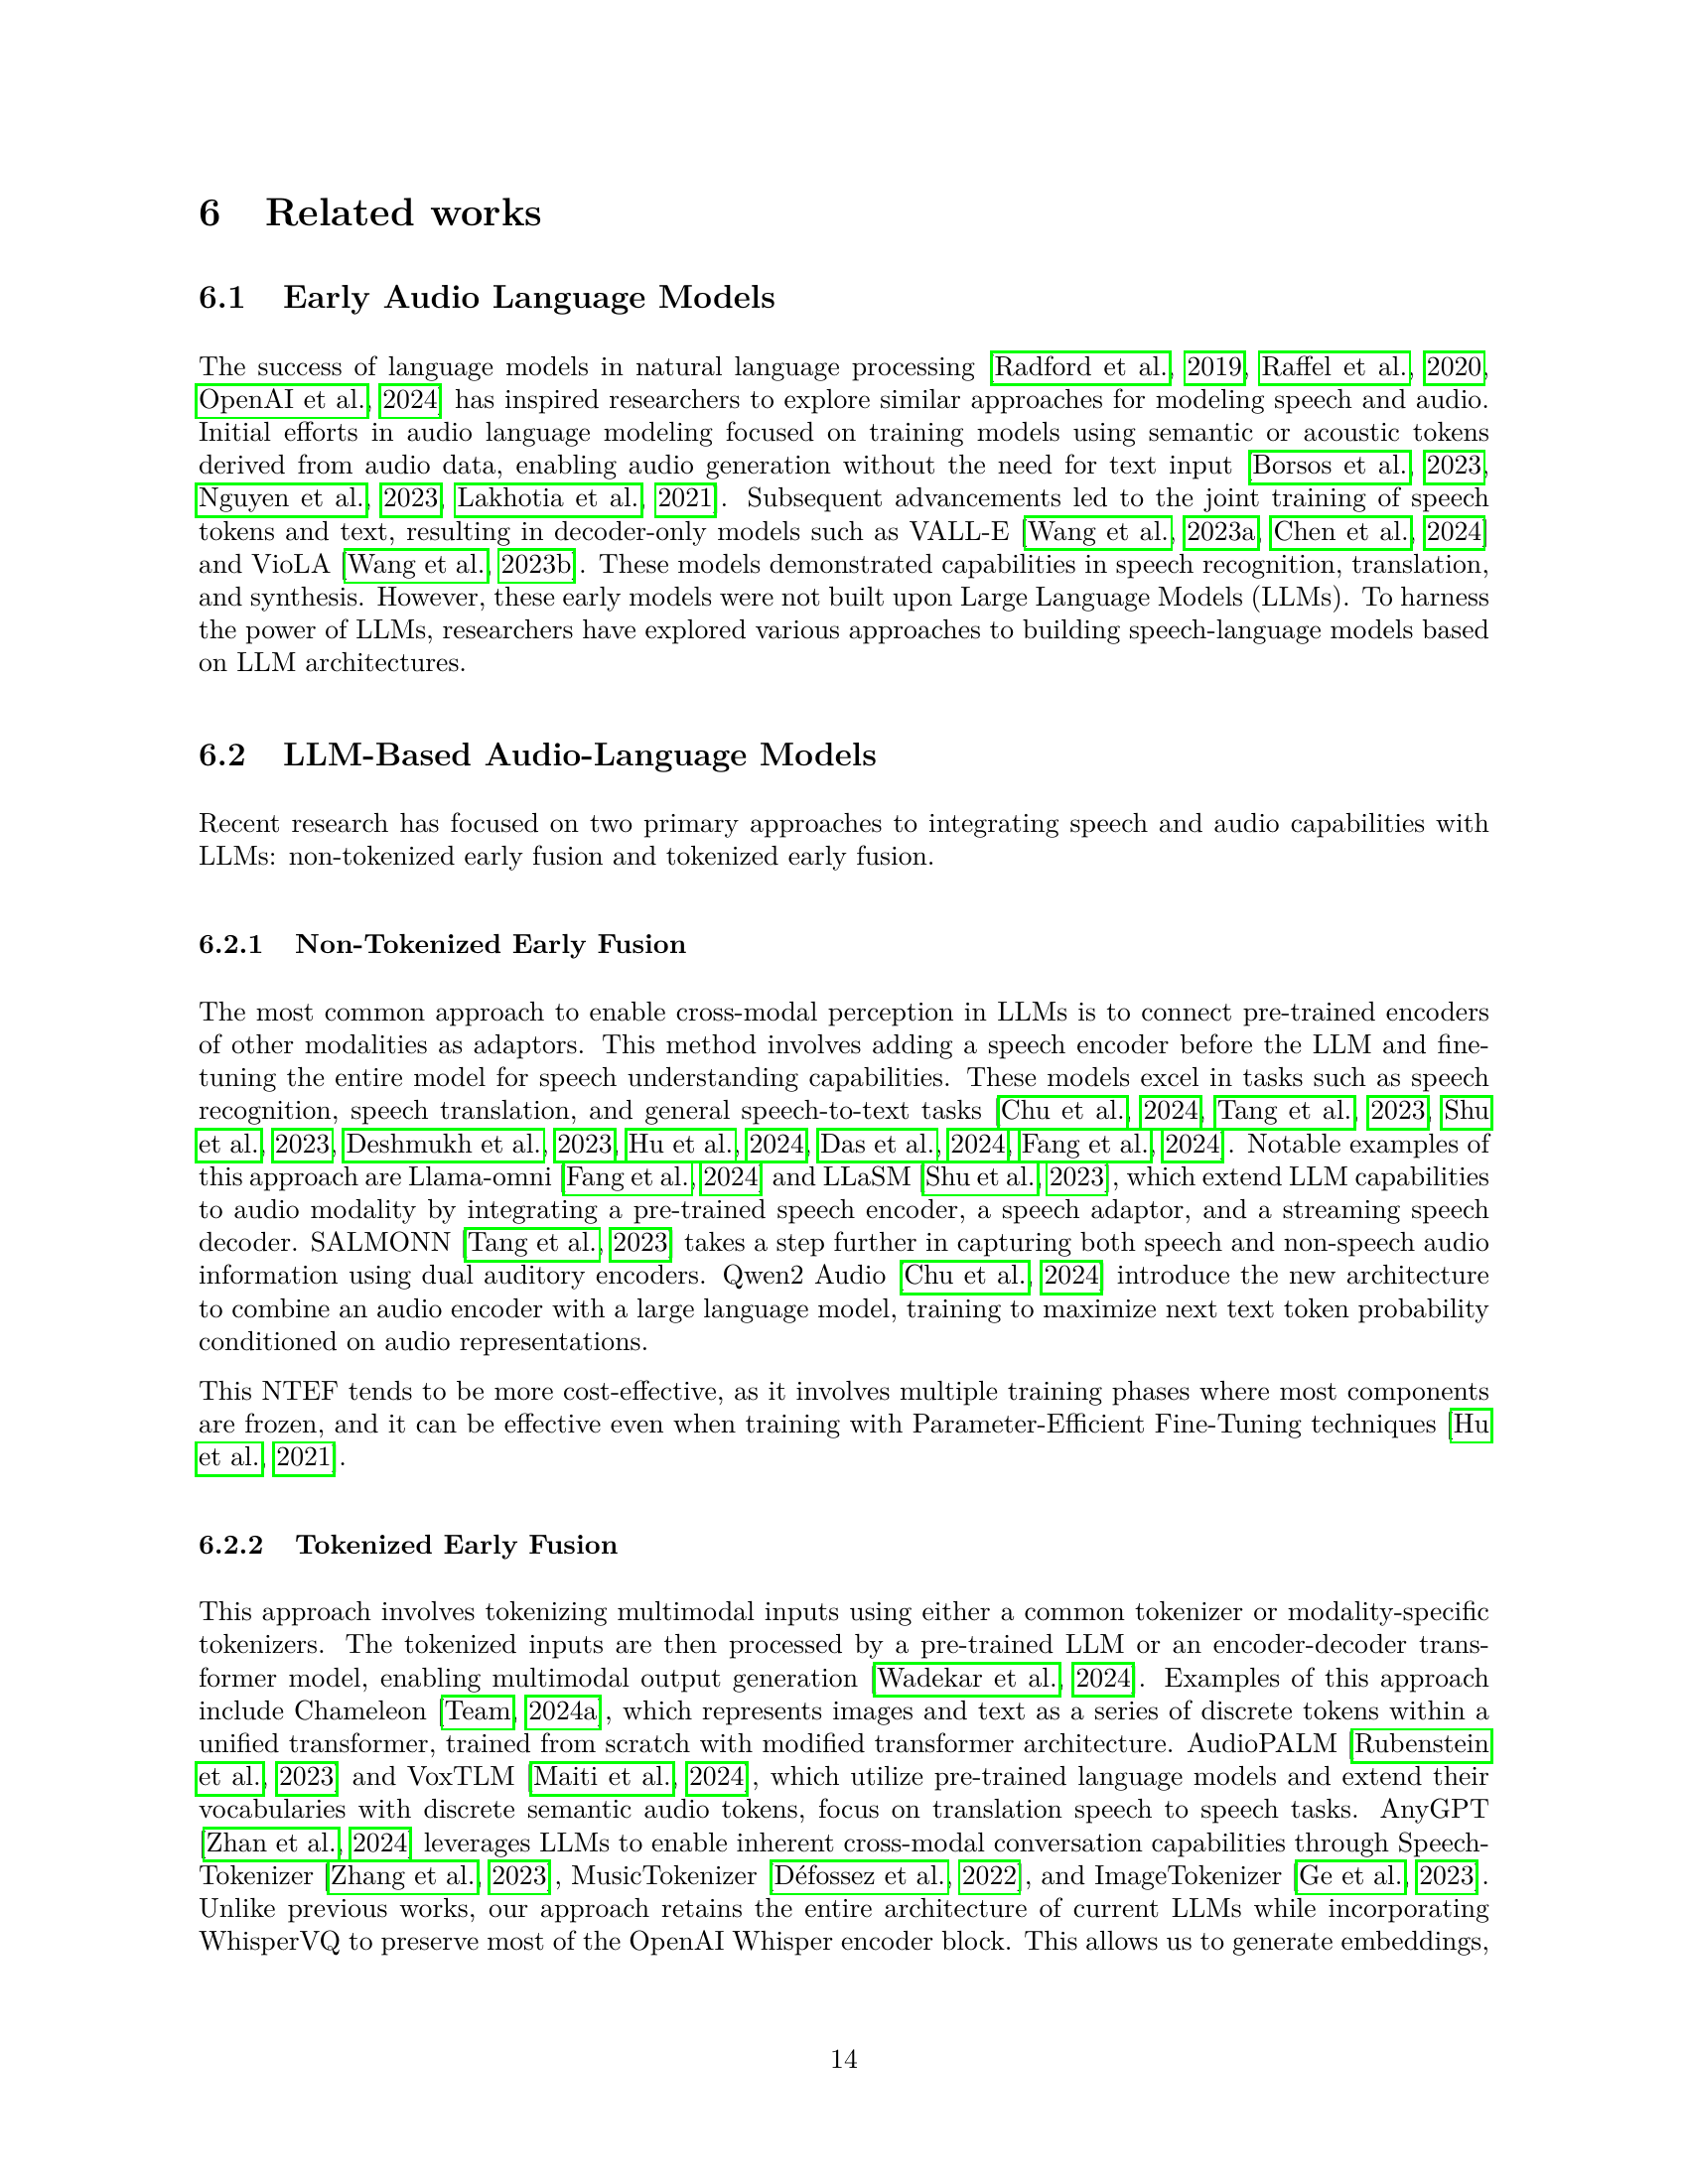 6 Related works
6.1 Early Audio Language Models
The success of language models in natural language processing [Radford et al., 2019, Raffel et al., 2020,
OpenAI et al., 2024] has inspired researchers to explore similar approaches for modeling speech and audio.
Initial efforts in audio language modeling focused on training models using semantic or acoustic tokens
derived from audio data, enabling audio generation without the need for text input [Borsos et al., 2023,
Nguyen et al., 2023, Lakhotia et al., 2021]. Subsequent advancements led to the joint training of speech
tokens and text, resulting in decoder-only models such as VALL-E [Wang et al., 2023a, Chen et al., 2024]
and VioLA [Wang et al., 2023b]. These models demonstrated capabilities in speech recognition, translation,
and synthesis. However, these early models were not built upon Large Language Models (LLMs). To harness
the power of LLMs, researchers have explored various approaches to building speech-language models based
on LLM architectures.
6.2 LLM-Based Audio-Language Models
Recent research has focused on two primary approaches to integrating speech and audio capabilities with
LLMs: non-tokenized early fusion and tokenized early fusion.
6.2.1 Non-Tokenized Early Fusion
The most common approach to enable cross-modal perception in LLMs is to connect pre-trained encoders
of other modalities as adaptors. This method involves adding a speech encoder before the LLM and fine-
tuning the entire model for speech understanding capabilities. These models excel in tasks such as speech
recognition, speech translation, and general speech-to-text tasks [Chu et al., 2024, Tang et al., 2023, Shu
et al., 2023, Deshmukh et al., 2023, Hu et al., 2024, Das et al., 2024, Fang et al., 2024]. Notable examples of
this approach are Llama-omni [Fang et al., 2024] and LLaSM [Shu et al., 2023], which extend LLM capabilities
to audio modality by integrating a pre-trained speech encoder, a speech adaptor, and a streaming speech
decoder. SALMONN [Tang et al., 2023] takes a step further in capturing both speech and non-speech audio
information using dual auditory encoders. Qwen2 Audio [Chu et al., 2024] introduce the new architecture
to combine an audio encoder with a large language model, training to maximize next text token probability
conditioned on audio representations.
This NTEF tends to be more cost-effective, as it involves multiple training phases where most components
are frozen, and it can be effective even when training with Parameter-Efficient Fine-Tuning techniques [Hu
et al., 2021].
6.2.2 Tokenized Early Fusion
This approach involves tokenizing multimodal inputs using either a common tokenizer or modality-specific
tokenizers. The tokenized inputs are then processed by a pre-trained LLM or an encoder-decoder trans-
former model, enabling multimodal output generation [Wadekar et al., 2024]. Examples of this approach
include Chameleon [Team, 2024a], which represents images and text as a series of discrete tokens within a
unified transformer, trained from scratch with modified transformer architecture. AudioPALM [Rubenstein
et al., 2023] and VoxTLM [Maiti et al., 2024], which utilize pre-trained language models and extend their
vocabularies with discrete semantic audio tokens, focus on translation speech to speech tasks. AnyGPT
[Zhan et al., 2024] leverages LLMs to enable inherent cross-modal conversation capabilities through Speech-
Tokenizer [Zhang et al., 2023], MusicTokenizer [Défossez et al., 2022], and ImageTokenizer [Ge et al., 2023].
Unlike previous works, our approach retains the entire architecture of current LLMs while incorporating
WhisperVQ to preserve most of the OpenAI Whisper encoder block. This allows us to generate embeddings,
14